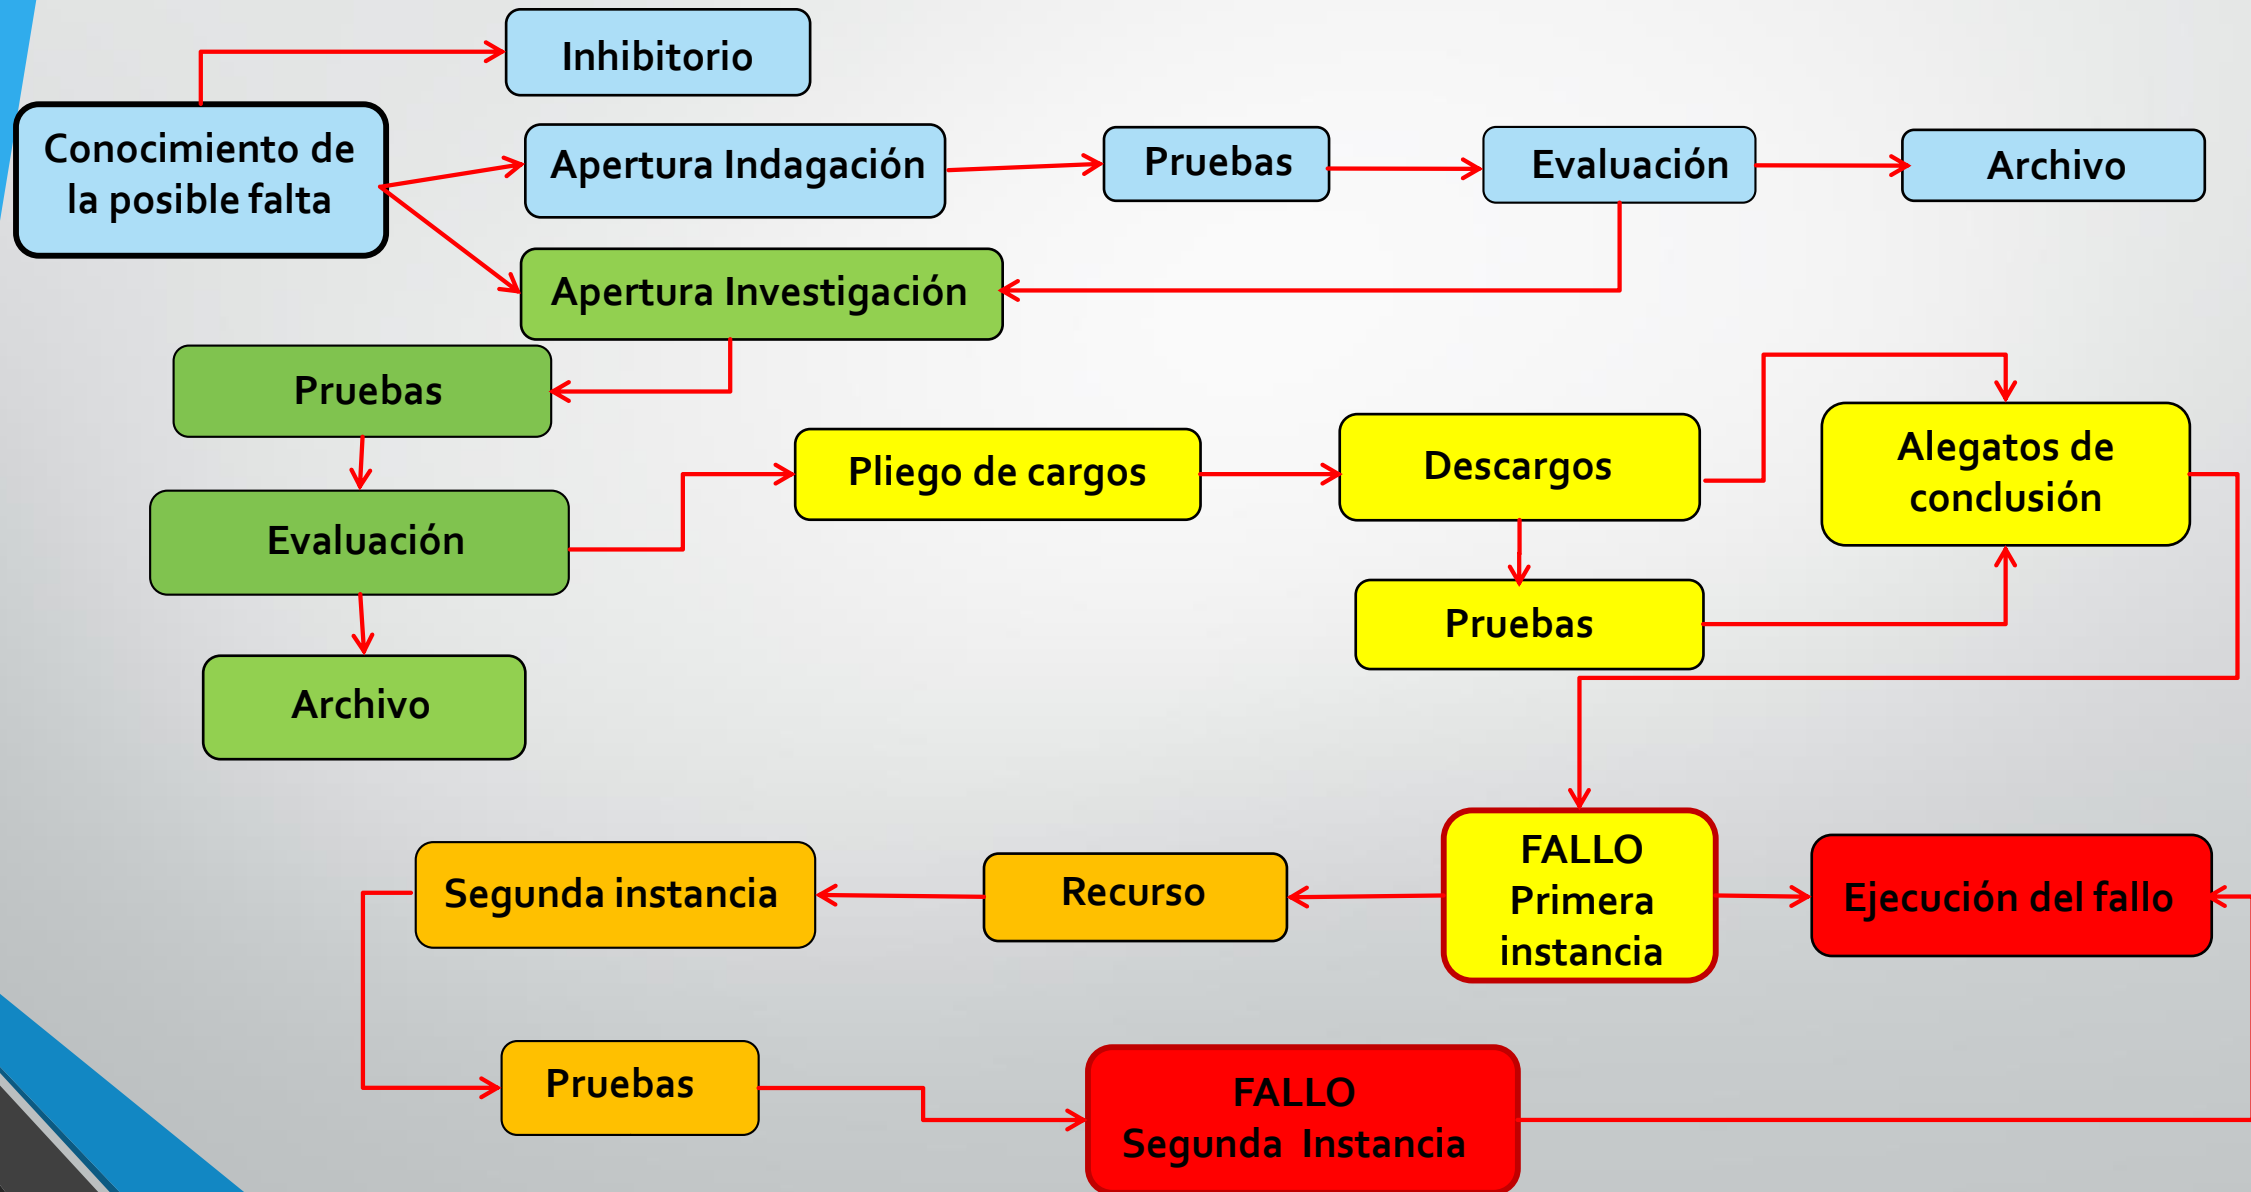 Inhibitorio
Conocimiento de
la posible falta
Apertura Indagación
Pruebas
Evaluación
Archivo
Apertura Investigación
Pruebas
Evaluación
Archivo
Pliego de cargos
Descargos
Pruebas
Alegatos de
conclusión
FALLO
Primera
instancia
Ejecución del fallo
Recurso
Segunda instancia
Pruebas
FALLO
Segunda Instancia